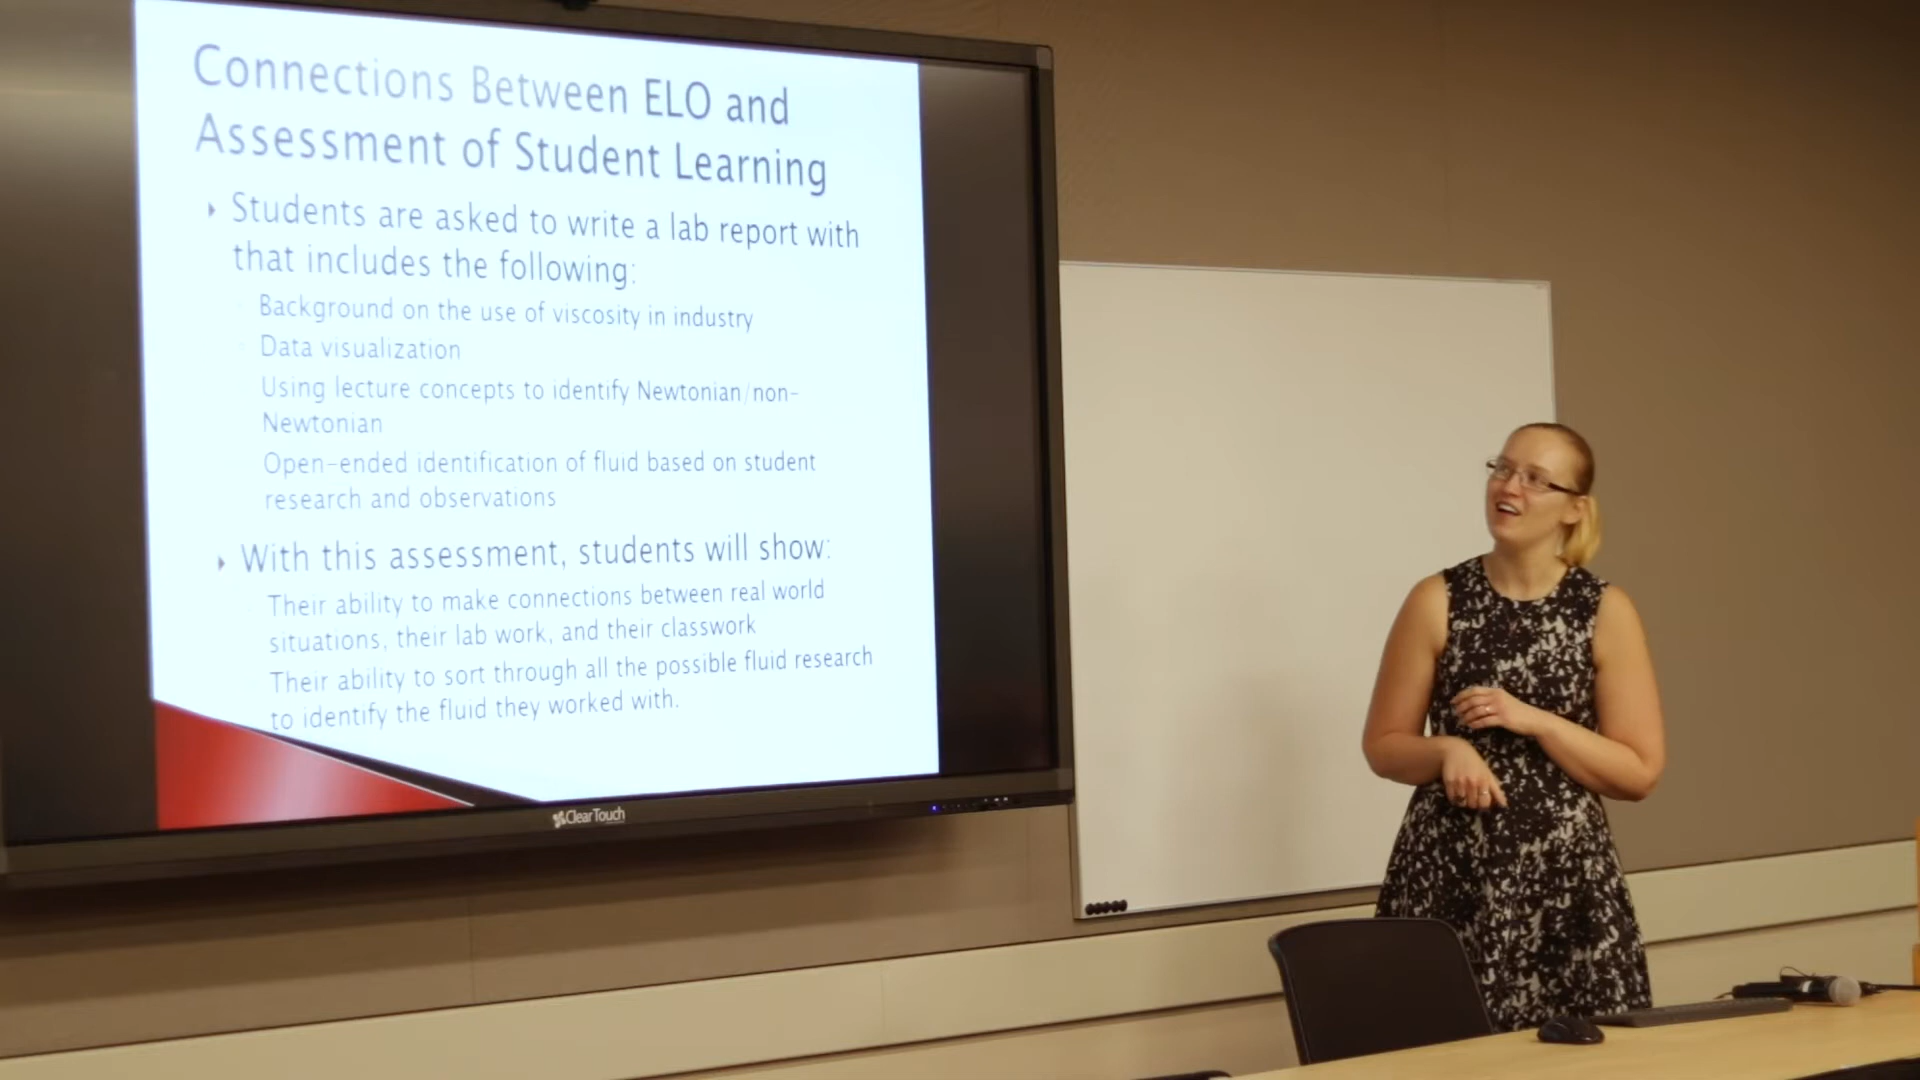 Connections Between ELO and
Assessment of Student Learning
Students are asked to write a lab report with
that includes the following:
Background on the use of viscosity in industry
Data visualization
Using lecture concepts to identify Newtonian/non-
Newtonian
Open-ended identification of fluid based on student
research and observations
With this assessment, students will show:
Their ability to make connections between real world
situations, their lab work, and their classwork
Their ability to sort through all the possible fluid research
to identify the fluid they worked with.
ClearTouch